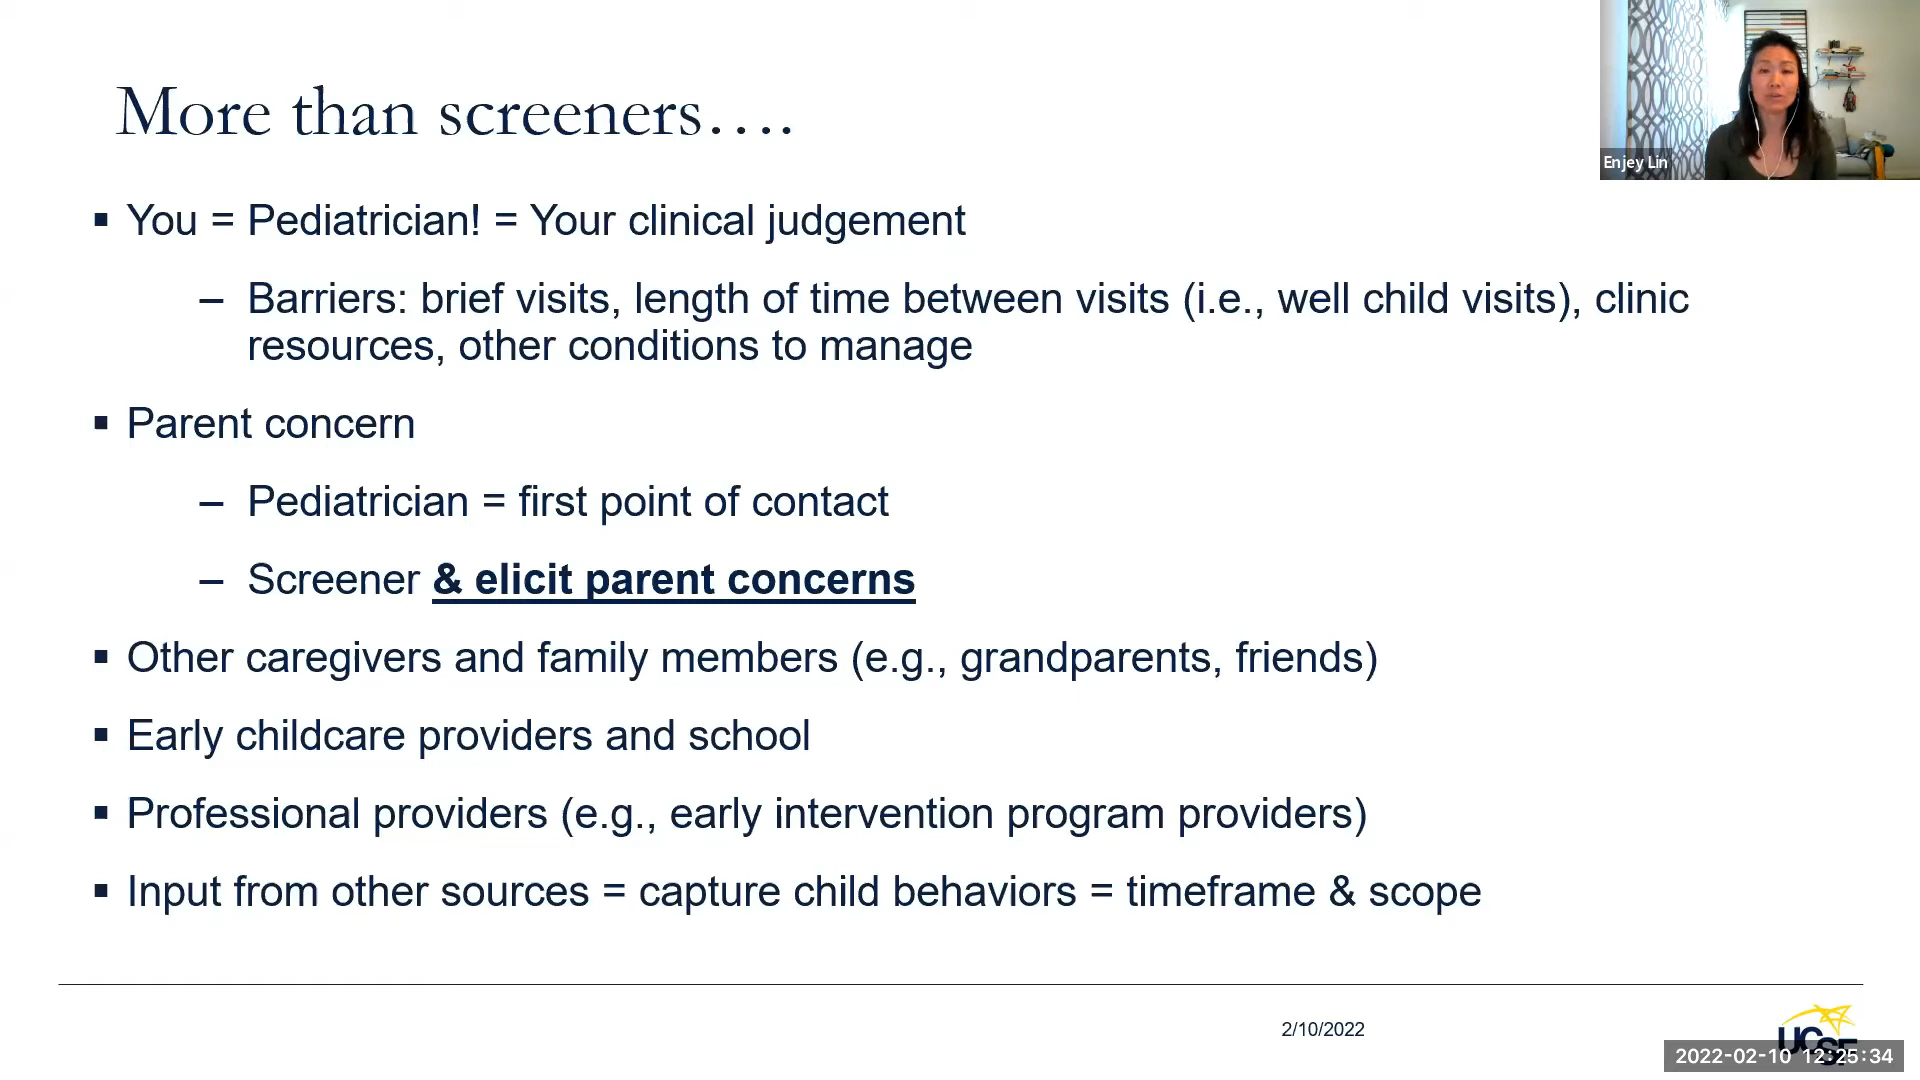 More than screeners….
Enjey Lin
▪ You = Pediatrician! = Your clinical judgement
– Barriers: brief visits, length of time between visits (i.e., well child visits), clinic
resources, other conditions to manage
▪ Parent concern
– Pediatrician = first point of contact
– Screener & elicit parent concerns
▪ Other caregivers and family members (e.g., grandparents, friends)
▪ Early childcare providers and school
▪ Professional providers (e.g., early intervention program providers)
▪ Input from other sources = capture child behaviors = timeframe & scope
2/10/2022
UCSF
2022-02-10 12:25:34